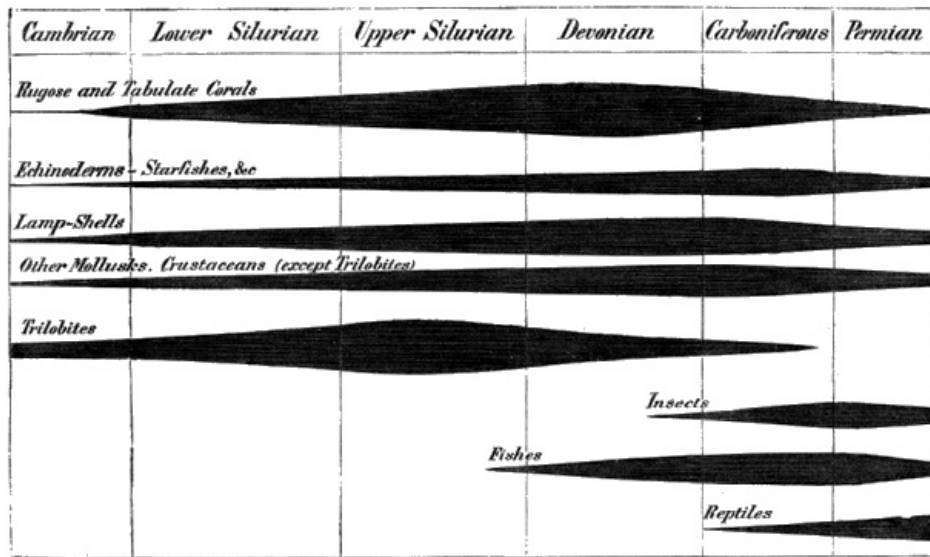 Cambrian Lower Silurian Upper Silurian Devonian Carboniferous Permian
Rugose and Tabulate Corals
Echinoderms - Starfishes, &c
Lamp-Shells
Other Mollusks. Crustaceans (except Trilobites)
Trilobites
Insects
Fishes
Reptiles